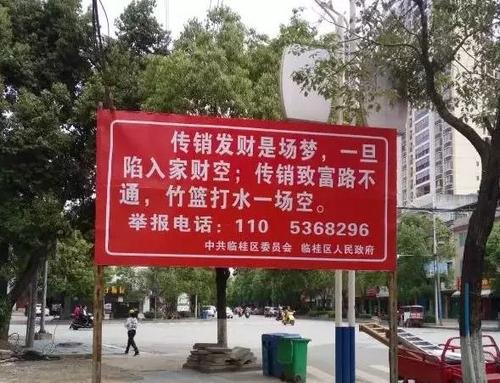 传销发财是场梦，一旦
陷入家财空；传销致富路不
通，竹篮打水一场空。
举报电话：110 5368296
中共临桂区委员会 临桂区人民政府